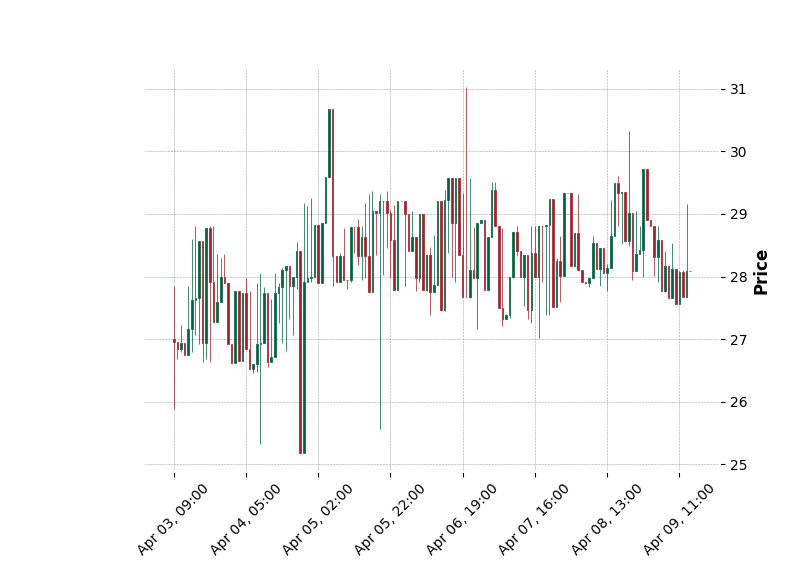 31
30
29
28
27
26
25
Price
Apr 03, 09:00
Apr 04, 05:00
Apr 05, 02:00
Apr 05, 22:00
Apr 06, 19:00
Apr 07, 16:00
Apr 08, 13:00
Apr 09, 11:00